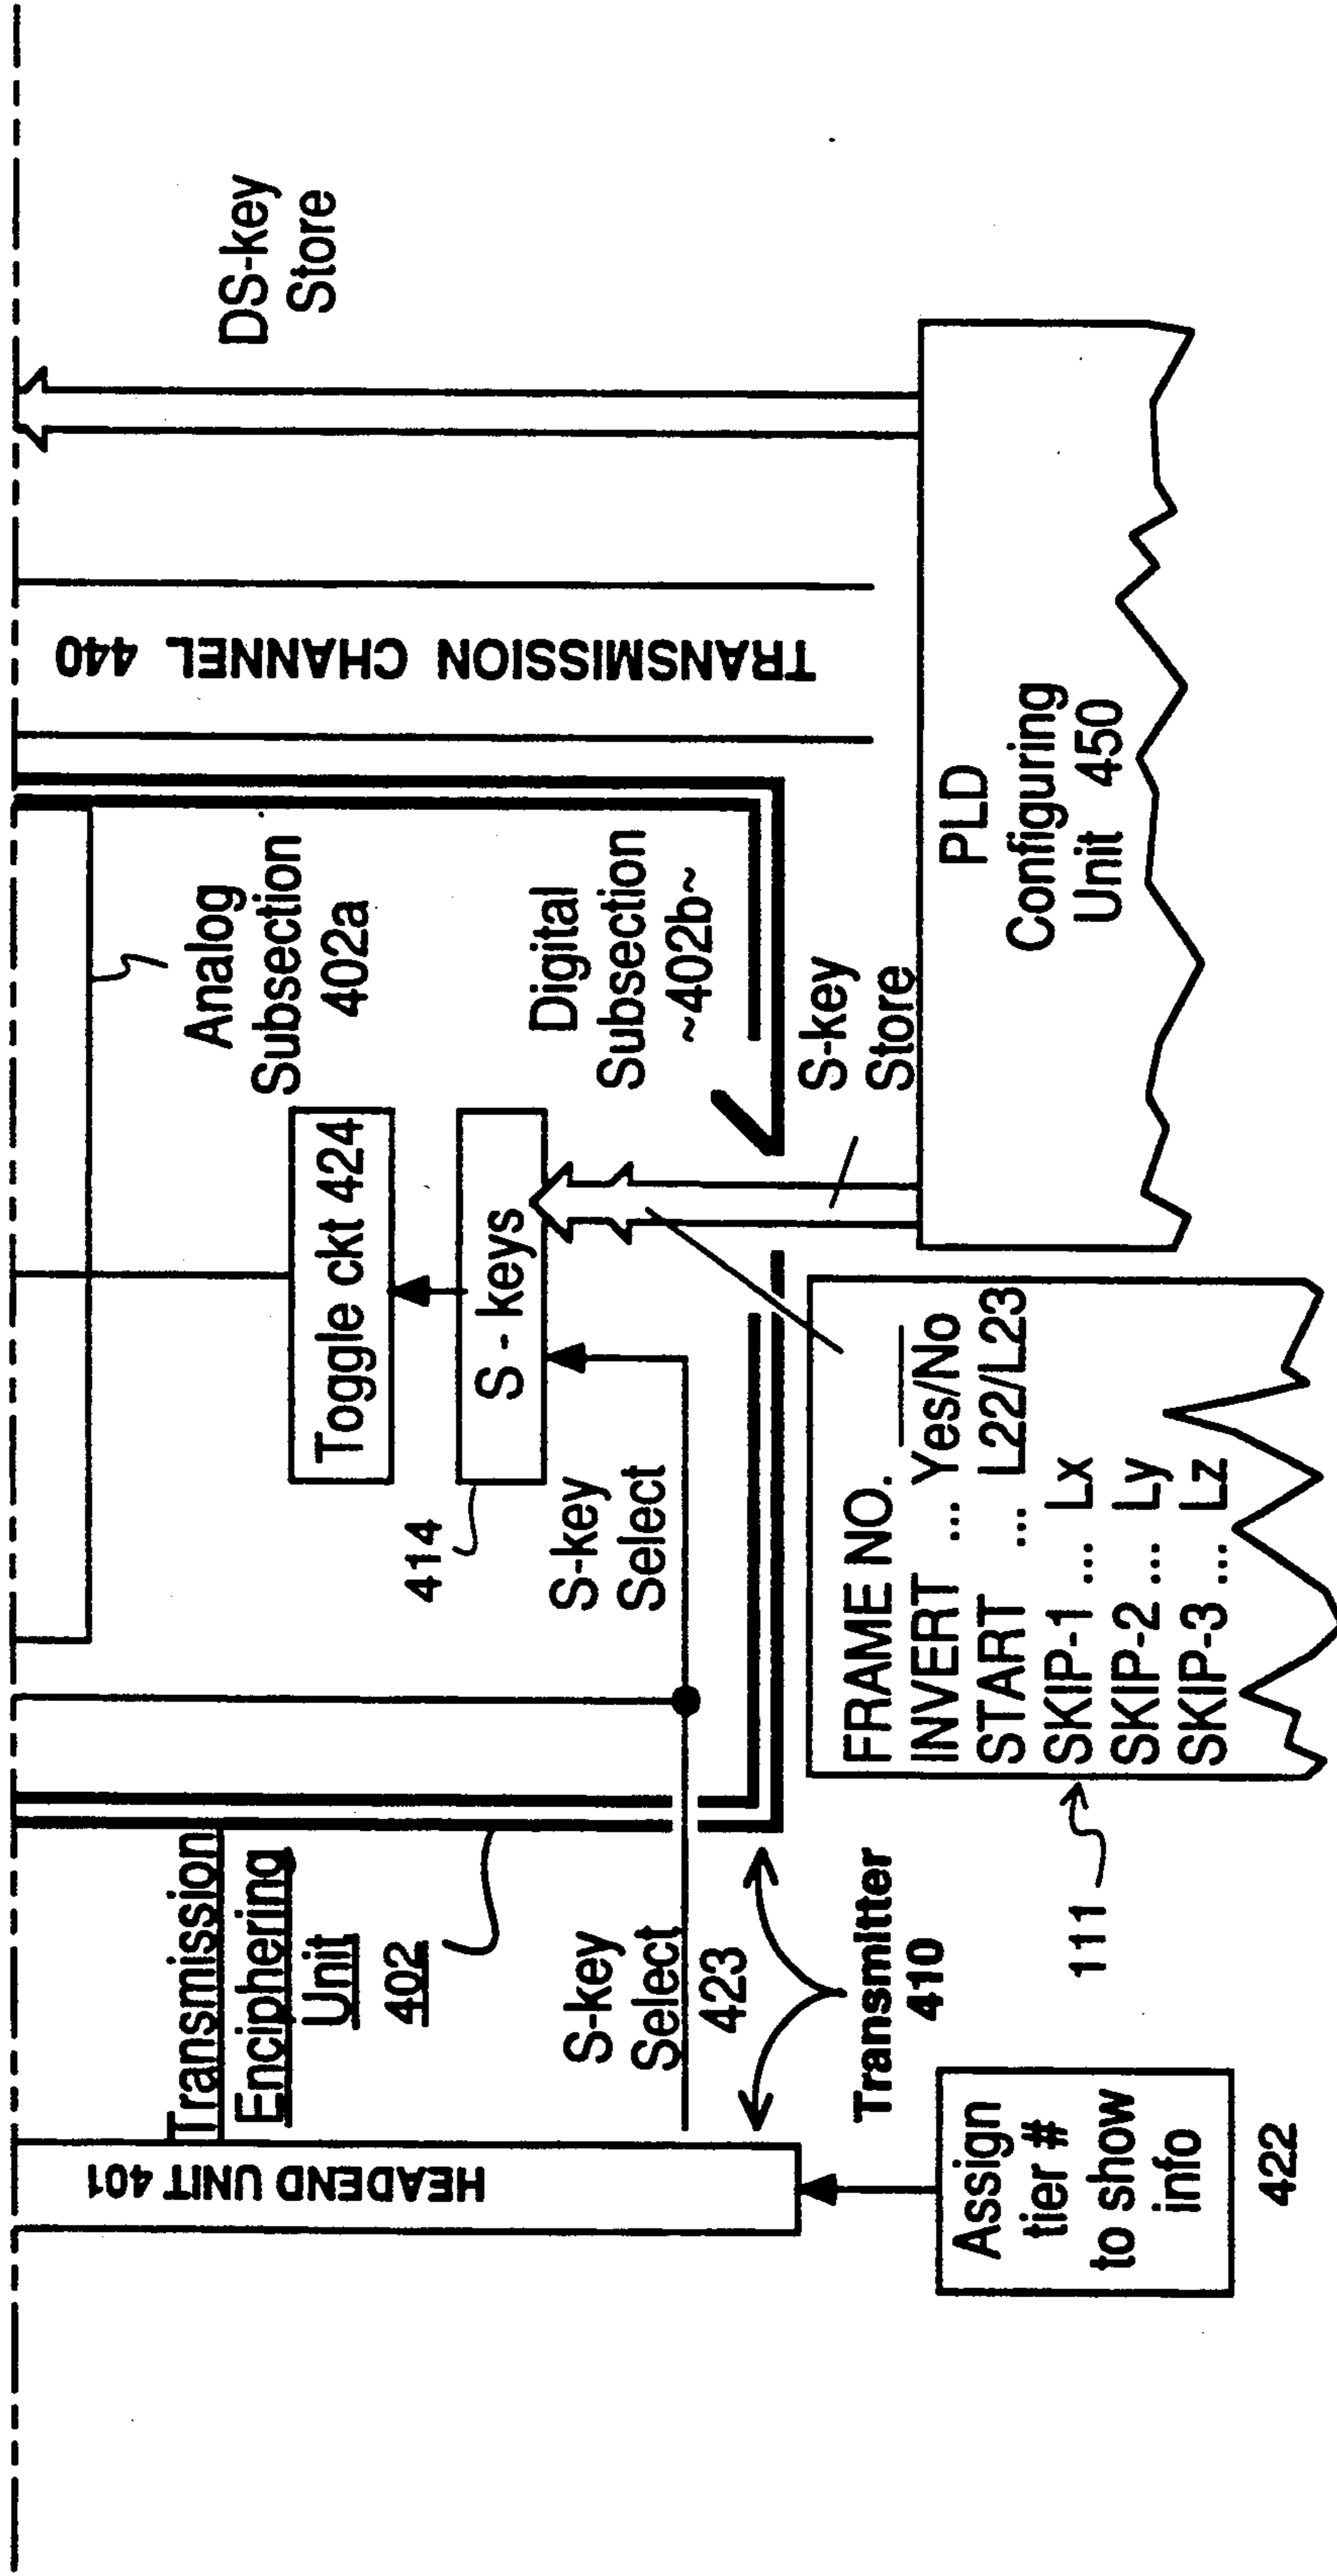 HEADEND UNIT 401
Transmission
Enciphering
Unit
402
S-key
Select
423
Transmitter
410
Assign
tier #
to show
info
422
Analog
Subsection
402a
Toggle ckt 424
S - keys
414
S-key
Select
Digital
Subsection
~402b~
S-key
Store
111
FRAME NO.
INVERT ... Yes/No
START ... L22/L23
SKIP-1 ... Lx
SKIP-2 ... Ly
SKIP-3 ... Lz
TRANSMISSION CHANNEL 440
DS-key
Store
PLD
Configuring
Unit 450